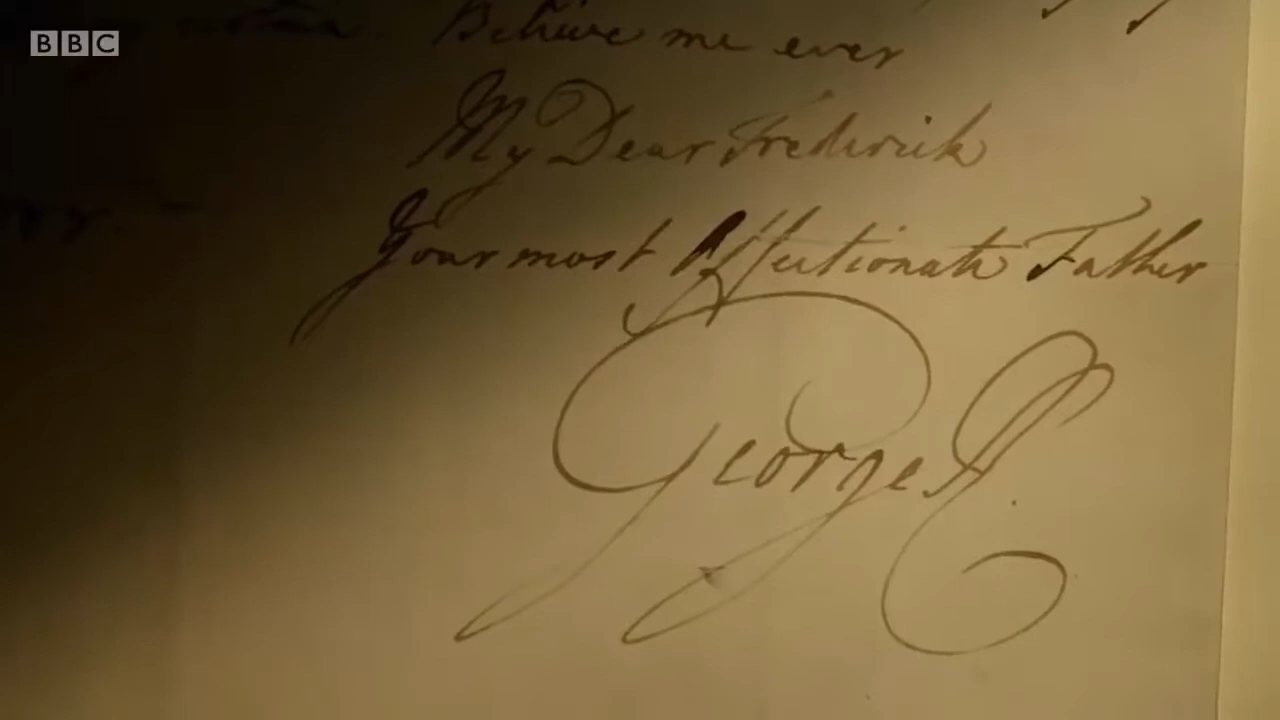 BBC
Believe me ever
My Dear Frederick
Your most Affectionate Father
George R.